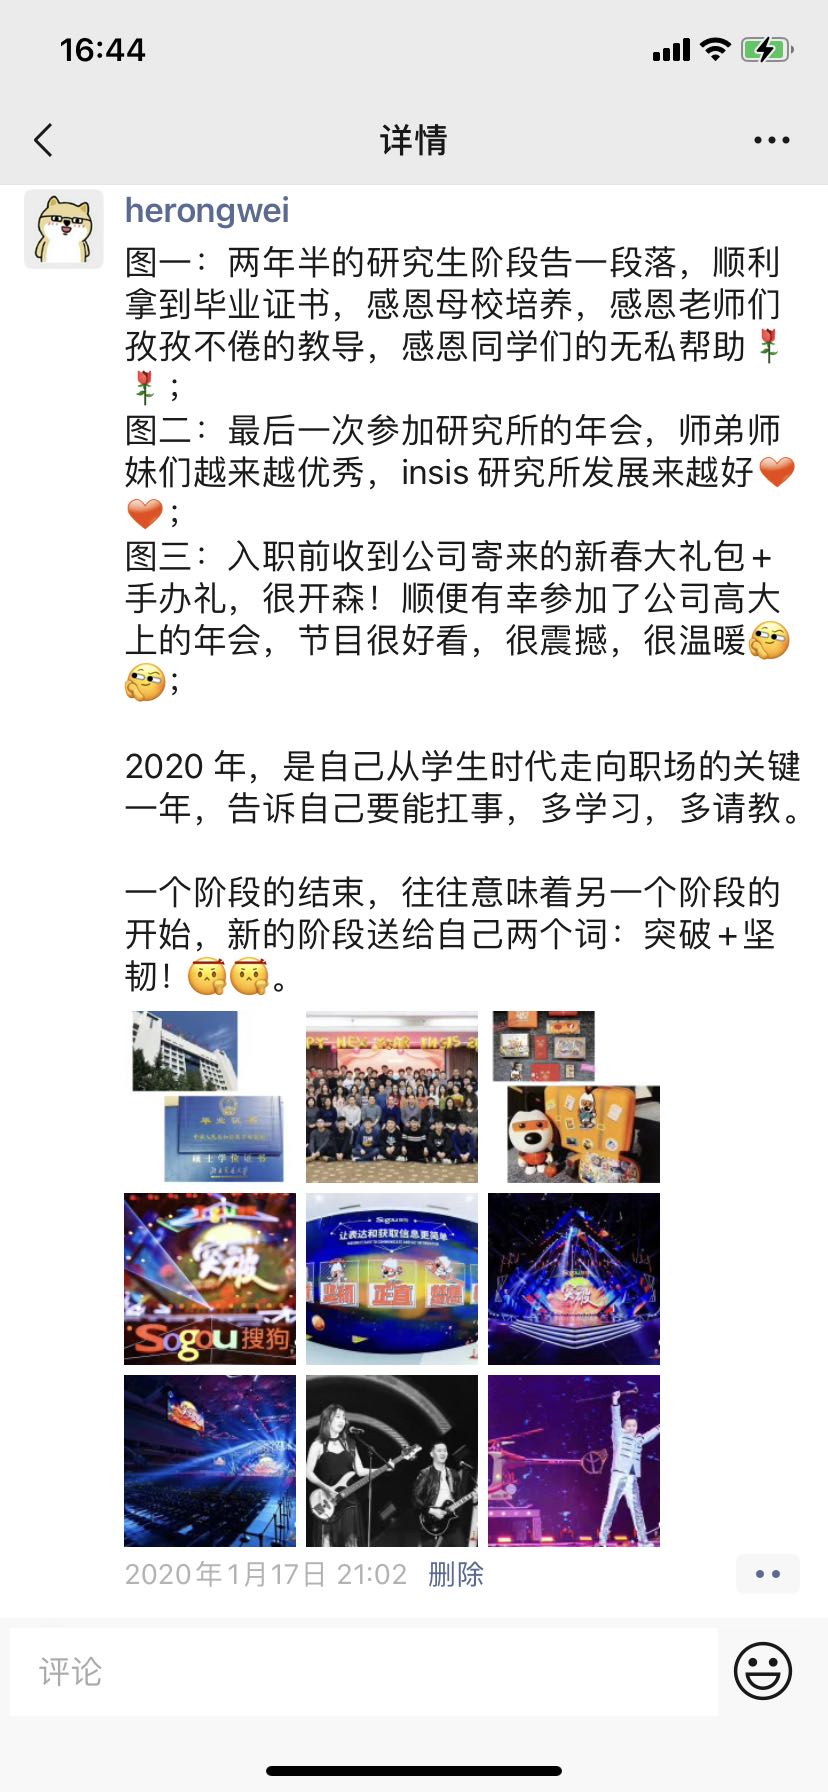 16:44
详情
herongwei
图一：两年半的研究生阶段告一段落，顺利
拿到毕业证书，感恩母校培养，感恩老师们
孜孜不倦的教导，感恩同学们的无私帮助🌹
🌹；
图二：最后一次参加研究所的年会，师弟师
妹们越来越优秀，insis 研究所发展来越好❤️
❤️；
图三：入职前收到公司寄来的新春大礼包+
手办礼，很开森！顺便有幸参加了公司高大
上的年会，节目很好看，很震撼，很温暖
；
2020 年，是自己从学生时代走向职场的关键
一年，告诉自己要能扛事，多学习，多请教。
一个阶段的结束，往往意味着另一个阶段的
开始，新的阶段送给自己两个词：突破+坚
韧！。
毕业证书
硕士学位证书
突破
Sogou搜狗
Sogou
让表达和获取信息更简单
坚韧 正直
突破
2020年1月17日 21:02 删除
评论